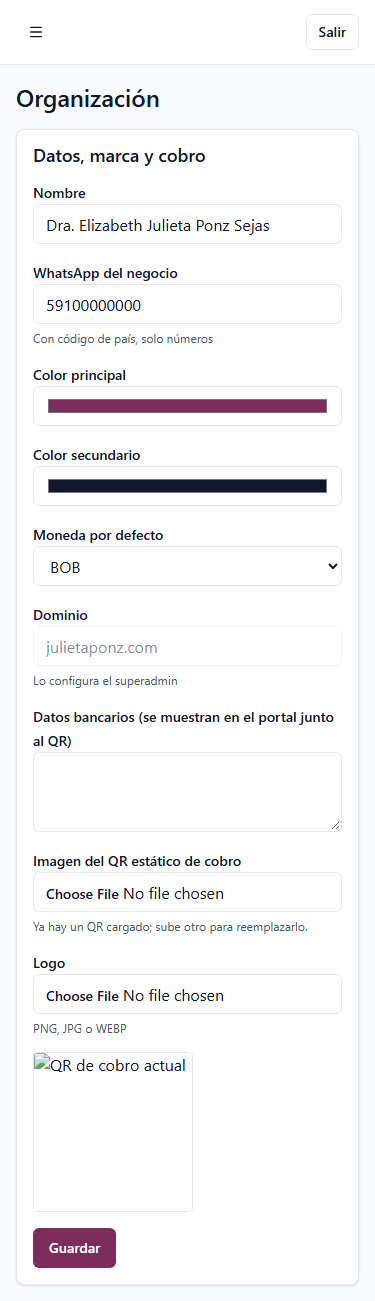 ☰
Salir
Organización
Datos, marca y cobro
Nombre
Dra. Elizabeth Julieta Ponz Sejas
WhatsApp del negocio
59100000000
Con código de país, solo números
Color principal
Color secundario
Moneda por defecto
BOB
Dominio
julietaponz.com
Lo configura el superadmin
Datos bancarios (se muestran en el portal junto
al QR)
Imagen del QR estático de cobro
Choose File No file chosen
Ya hay un QR cargado; sube otro para reemplazarlo.
Logo
Choose File No file chosen
PNG, JPG o WEBP
QR de cobro actual
Guardar